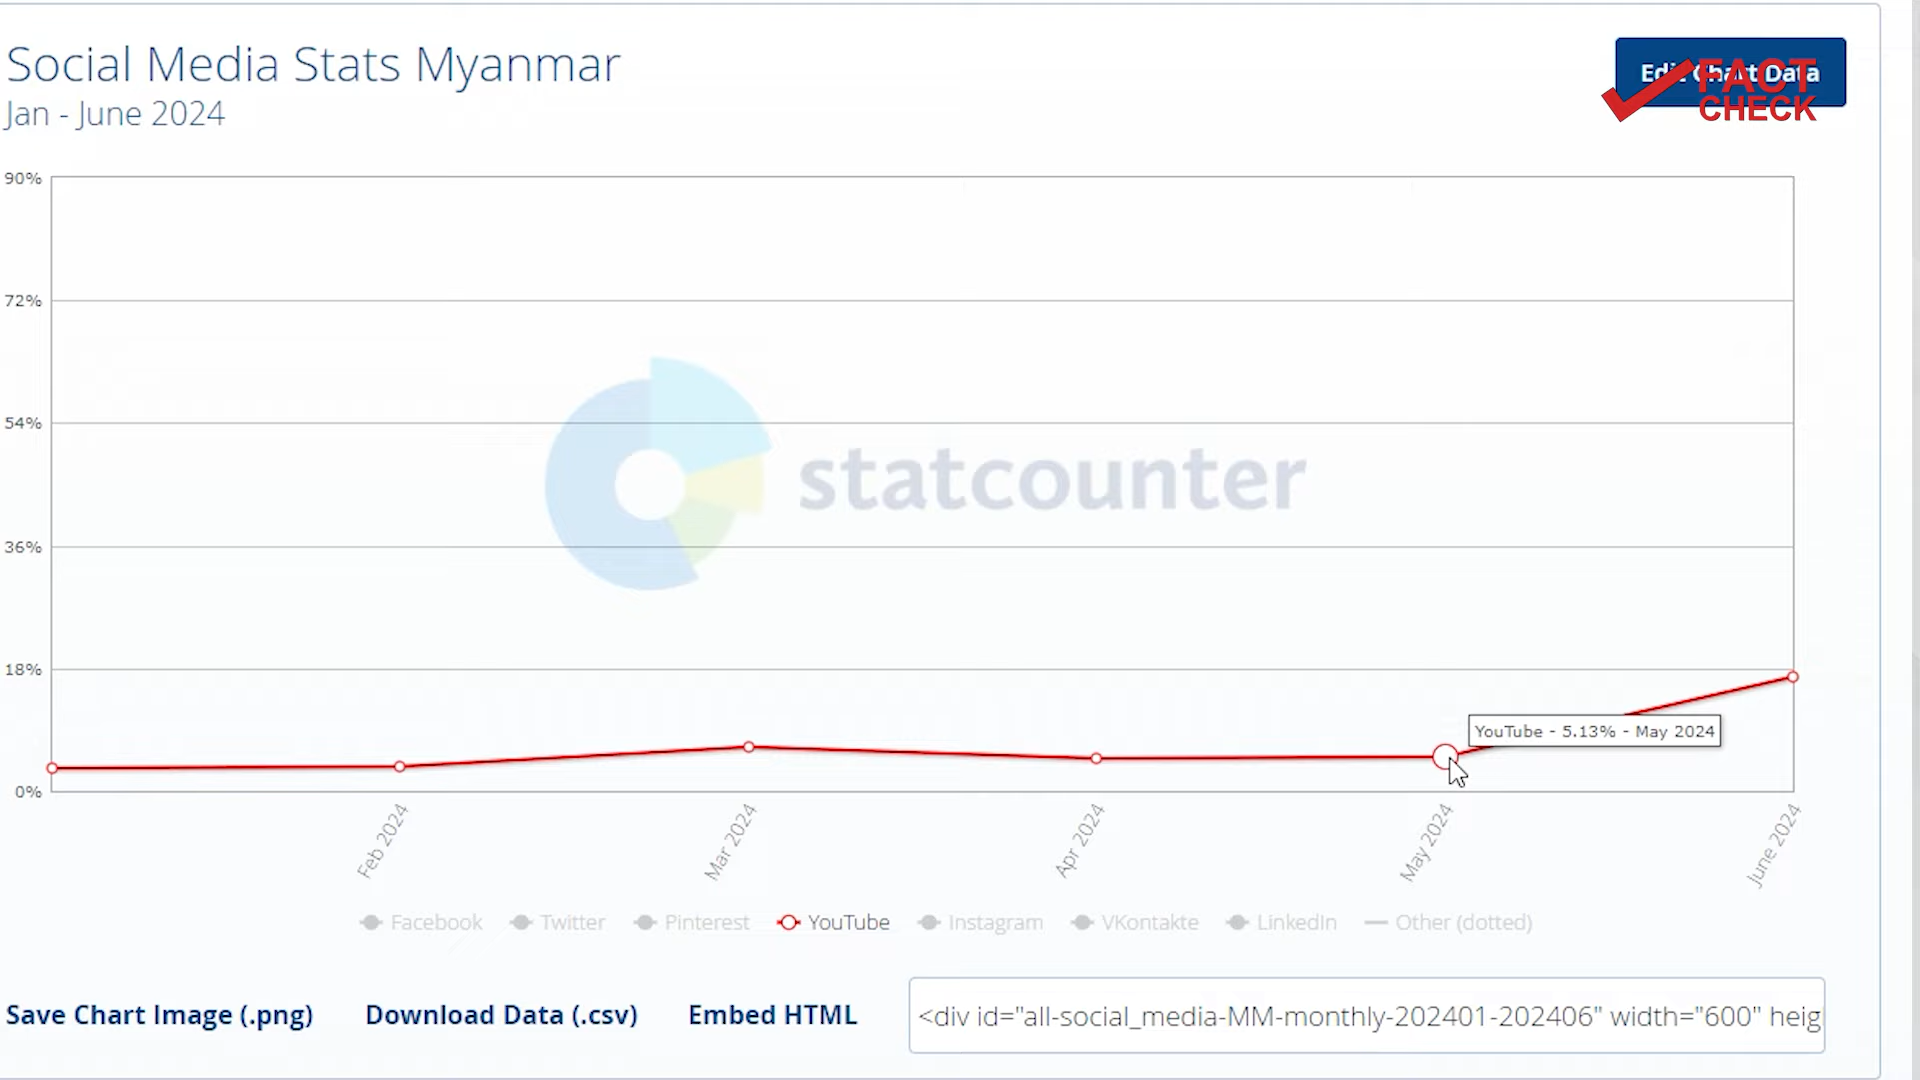 Social Media Stats Myanmar
Jan - June 2024
Edit Chart Data
FACT
CHECK
90%
72%
54%
36%
18%
0%
statcounter
YouTube - 5.13% - May 2024
Feb 2024
Mar 2024
Apr 2024
May 2024
June 2024
Facebook Twitter Pinterest YouTube Instagram VKontakte LinkedIn Other (dotted)
Save Chart Image (.png) Download Data (.csv) Embed HTML <div id="all-social_media-MM-monthly-202401-202406" width="600" heig